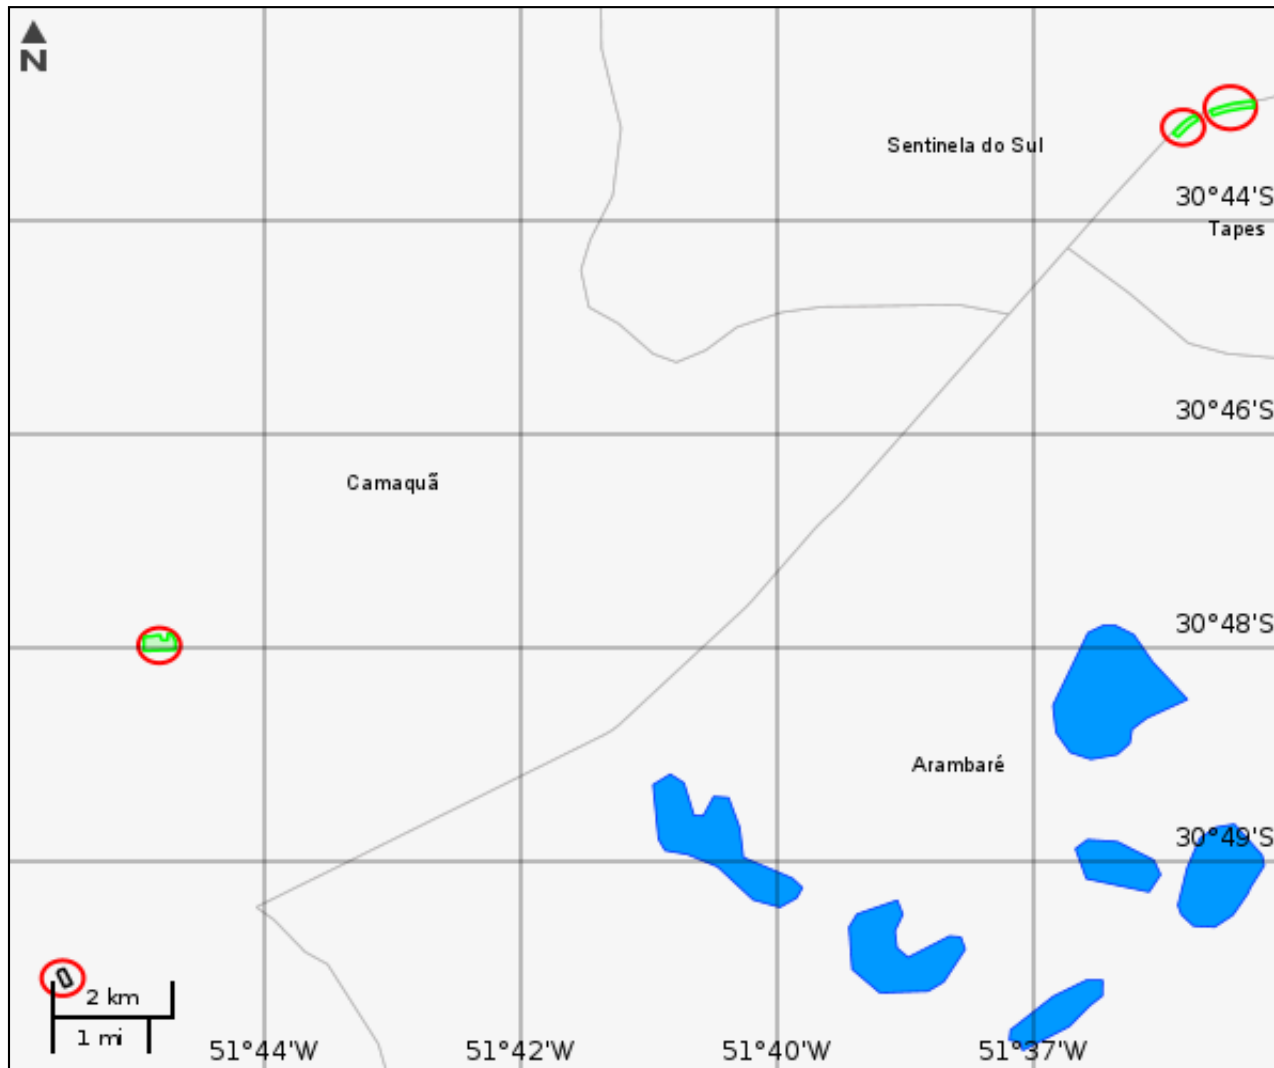 N
Sentinela do Sul
30°44'S
Tapes
30°46'S
Camaquã
30°48'S
Arambaré
30°49'S
2 km
1 mi
51°44'W
51°42'W
51°40'W
51°37'W